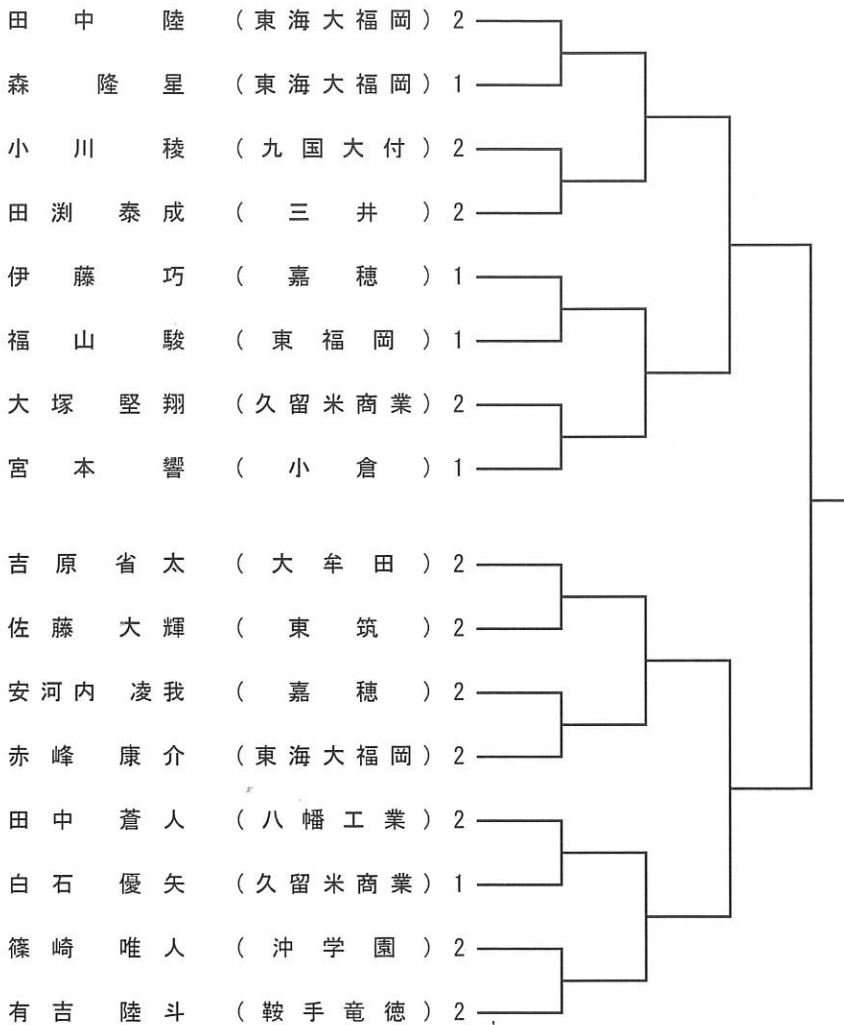 田中 陸 (東海大福岡) 2
森 隆星 (東海大福岡) 1
小川 稜 (九国大付) 2
田渕 泰成 (三井) 2
伊藤 巧 (嘉穂) 1
福山 駿 (東福岡) 1
大塚 堅翔 (久留米商業) 2
宮本 響 (小倉) 1
吉原 省太 (大牟田) 2
佐藤 大輝 (東筑) 2
安河内 凌我 (嘉穂) 2
赤峰 康介 (東海大福岡) 2
田中 蒼人 (八幡工業) 2
白石 優矢 (久留米商業) 1
篠崎 唯人 (沖学園) 2
有吉 陸斗 (鞍手竜徳) 2